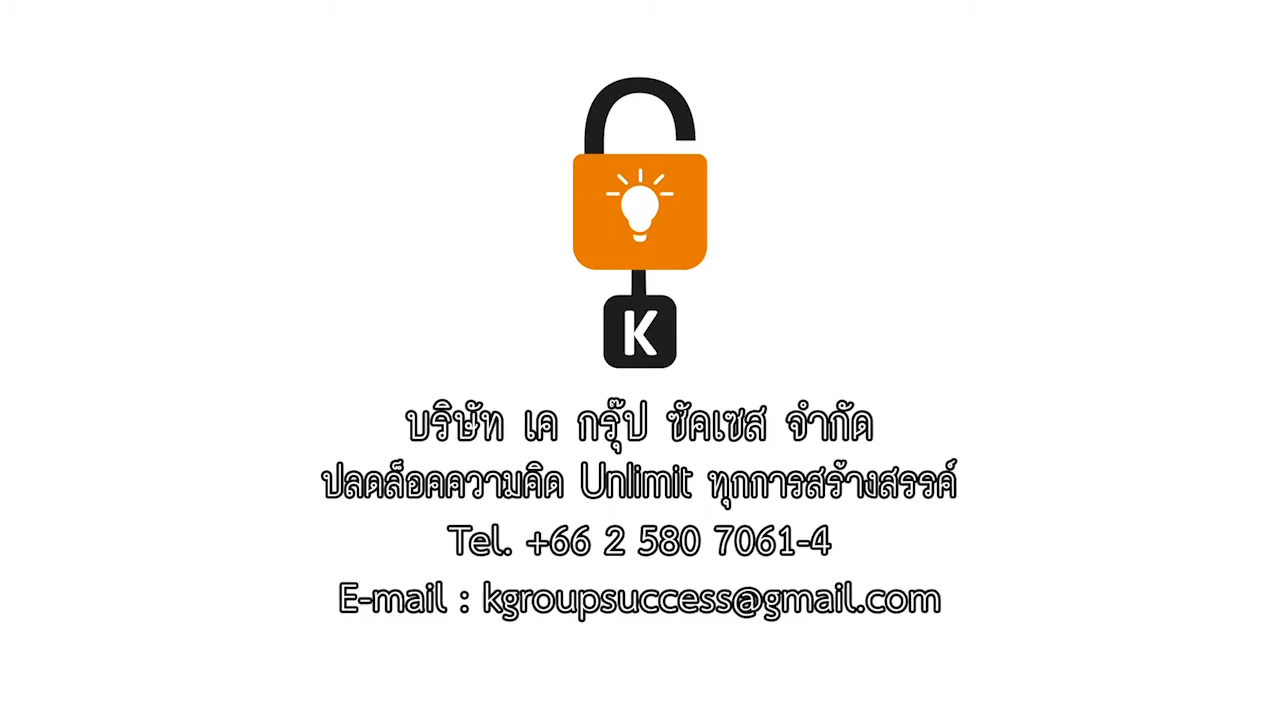 K
บริษัท เค กรุ๊ป ซัคเซส จำกัด
ปลดล็อคความคิด Unlimit ทุกการสร้างสรรค์
Tel. +66 2 580 7061-4
E-mail : kgroupsuccess@gmail.com